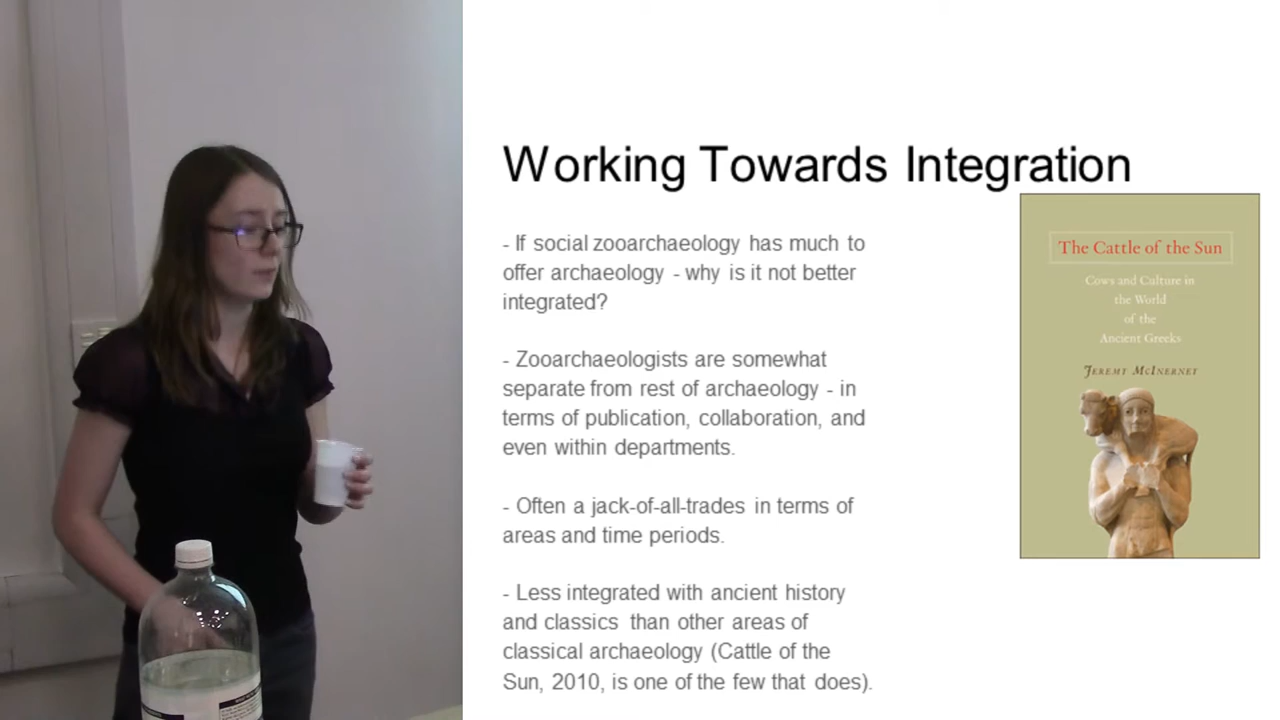 Working Towards Integration
- If social zooarchaeology has much to
offer archaeology - why is it not better
integrated?
- Zooarchaeologists are somewhat
separate from rest of archaeology - in
terms of publication, collaboration, and
even within departments.
- Often a jack-of-all-trades in terms of
areas and time periods.
- Less integrated with ancient history
and classics than other areas of
classical archaeology (Cattle of the
Sun, 2010, is one of the few that does).
The Cattle of the Sun
Cows and Culture in
the World
of the
Ancient Greeks
Jeremy McInerney